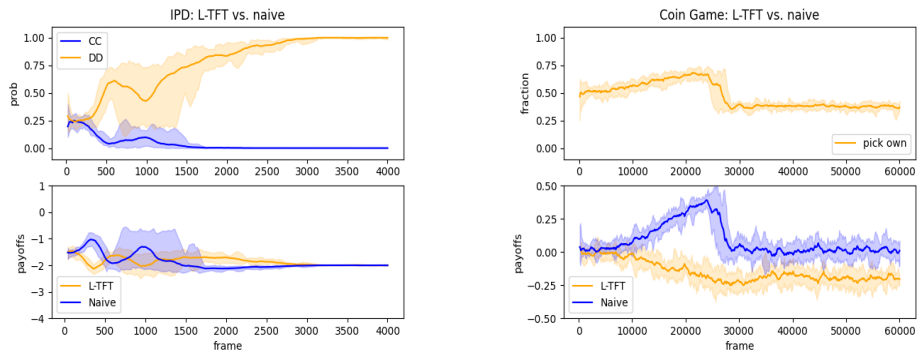 IPD: L-TFT vs. naive
1.00
0.75
0.50
0.25
0.00
prob
CC
DD
0 500 1000 1500 2000 2500 3000 3500 4000
1
0
−1
−2
−3
−4
payoffs
L-TFT
Naive
0 500 1000 1500 2000 2500 3000 3500 4000
frame
Coin Game: L-TFT vs. naive
1.00
0.75
0.50
0.25
0.00
fraction
pick own
0 10000 20000 30000 40000 50000 60000
0.50
0.25
0.00
−0.25
−0.50
payoffs
L-TFT
Naive
0 10000 20000 30000 40000 50000 60000
frame